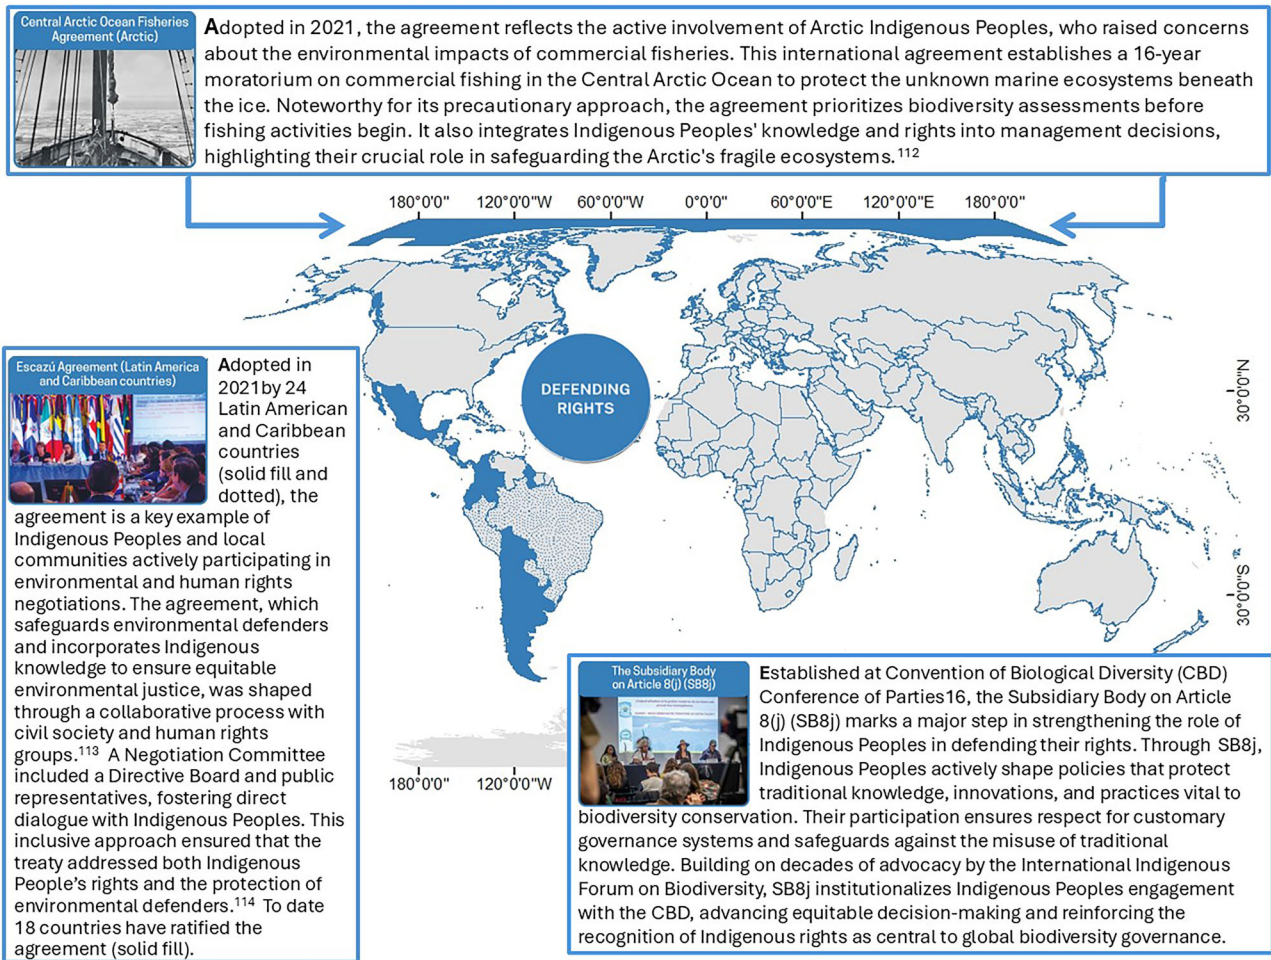 Central Arctic Ocean Fisheries
Agreement (Arctic)
Adopted in 2021, the agreement reflects the active involvement of Arctic Indigenous Peoples, who raised concerns
about the environmental impacts of commercial fisheries. This international agreement establishes a 16-year
moratorium on commercial fishing in the Central Arctic Ocean to protect the unknown marine ecosystems beneath
the ice. Noteworthy for its precautionary approach, the agreement prioritizes biodiversity assessments before
fishing activities begin. It also integrates Indigenous Peoples' knowledge and rights into management decisions,
highlighting their crucial role in safeguarding the Arctic's fragile ecosystems.112
180°0'0" 120°0'0"W 60°0'0"W 0°0'0" 60°0'0"E 120°0'0"E 180°0'0"
30°0'0"N
30°0'0"S
DEFENDING
RIGHTS
Escazú Agreement (Latin America
and Caribbean countries)
Adopted in
2021by 24
Latin American
and Caribbean
countries
(solid fill and
dotted), the
agreement is a key example of
Indigenous Peoples and local
communities actively participating in
environmental and human rights
negotiations. The agreement, which
safeguards environmental defenders
and incorporates Indigenous
knowledge to ensure equitable
environmental justice, was shaped
through a collaborative process with
civil society and human rights
groups.113 A Negotiation Committee
included a Directive Board and public
representatives, fostering direct
dialogue with Indigenous Peoples. This
inclusive approach ensured that the
treaty addressed both Indigenous
People's rights and the protection of
environmental defenders.114 To date
18 countries have ratified the
agreement (solid fill).
180°0'0" 120°0'0"W
The Subsidiary Body
on Article 8(j) (SB8j)
Established at Convention of Biological Diversity (CBD)
Conference of Parties16, the Subsidiary Body on Article
8(j) (SB8j) marks a major step in strengthening the role of
Indigenous Peoples in defending their rights. Through SB8j,
Indigenous Peoples actively shape policies that protect
traditional knowledge, innovations, and practices vital to
biodiversity conservation. Their participation ensures respect for customary
governance systems and safeguards against the misuse of traditional
knowledge. Building on decades of advocacy by the International Indigenous
Forum on Biodiversity, SB8j institutionalizes Indigenous Peoples engagement
with the CBD, advancing equitable decision-making and reinforcing the
recognition of Indigenous rights as central to global biodiversity governance.